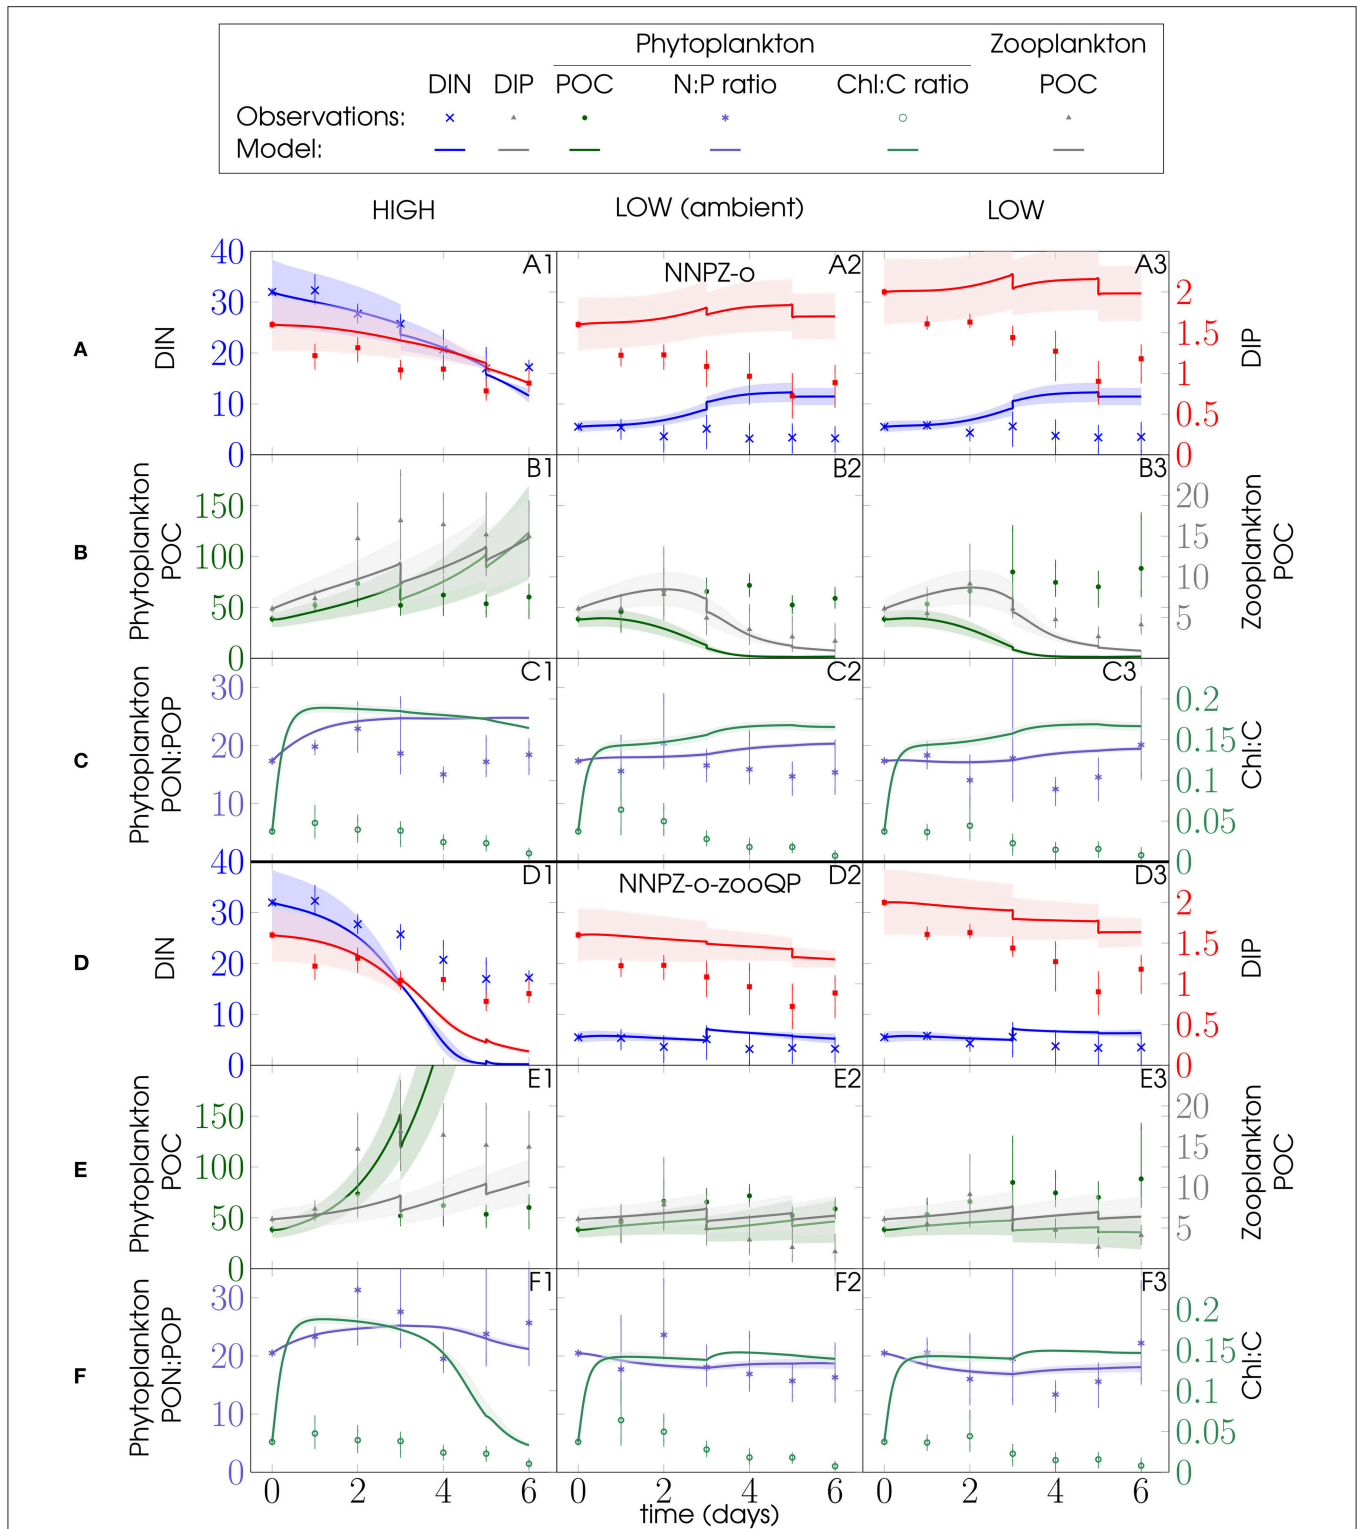 Phytoplankton Zooplankton
DIN DIP POC N:P ratio Chl:C ratio POC
Observations:
Model:
HIGH LOW (ambient) LOW
A DIN 40 30 20 10 0 A1 NNPZ-o A2 A3 2 1.5 1 0.5 0 DIP
B Phytoplankton POC 150 100 50 0 B1 B2 B3 20 15 10 5 Zooplankton POC
C Phytoplankton PON:POP 30 20 10 C1 C2 C3 0.2 0.15 0.1 0.05 0 Chl:C
D DIN 40 30 20 10 0 D1 NNPZ-o-zooQP D2 D3 2 1.5 1 0.5 0 DIP
E Phytoplankton POC 150 100 50 0 E1 E2 E3 20 15 10 5 Zooplankton POC
F Phytoplankton PON:POP 30 20 10 0 F1 F2 F3 0.2 0.15 0.1 0.05 0 Chl:C
0 2 4 6 0 2 4 6 0 2 4 6
time (days)